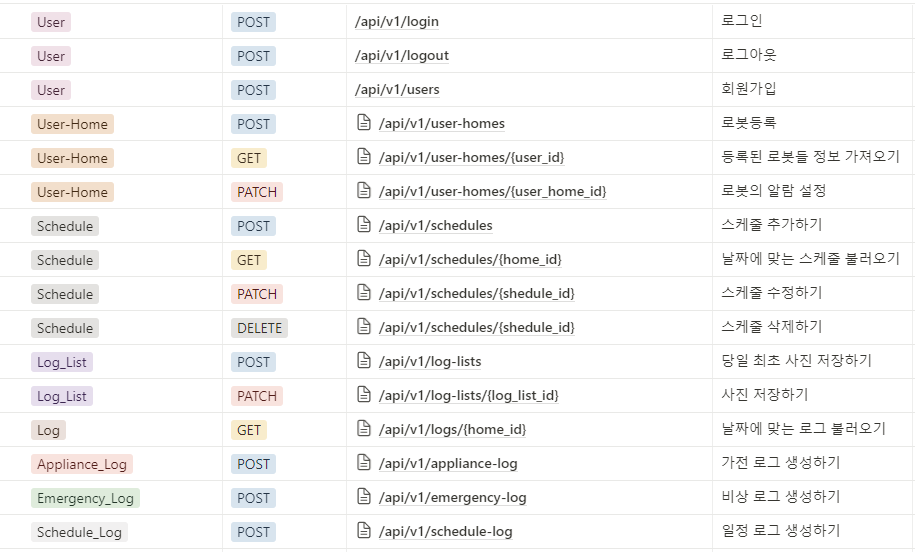 User POST /api/v1/login 로그인
User POST /api/v1/logout 로그아웃
User POST /api/v1/users 회원가입
User-Home POST /api/v1/user-homes 로봇등록
User-Home GET /api/v1/user-homes/{user_id} 등록된 로봇들 정보 가져오기
User-Home PATCH /api/v1/user-homes/{user_home_id} 로봇의 알람 설정
Schedule POST /api/v1/schedules 스케줄 추가하기
Schedule GET /api/v1/schedules/{home_id} 날짜에 맞는 스케줄 불러오기
Schedule PATCH /api/v1/schedules/{shedule_id} 스케줄 수정하기
Schedule DELETE /api/v1/schedules/{shedule_id} 스케줄 삭제하기
Log_List POST /api/v1/log-lists 당일 최초 사진 저장하기
Log_List PATCH /api/v1/log-lists/{log_list_id} 사진 저장하기
Log GET /api/v1/logs/{home_id} 날짜에 맞는 로그 불러오기
Appliance_Log POST /api/v1/appliance-log 가전 로그 생성하기
Emergency_Log POST /api/v1/emergency-log 비상 로그 생성하기
Schedule_Log POST /api/v1/schedule-log 일정 로그 생성하기